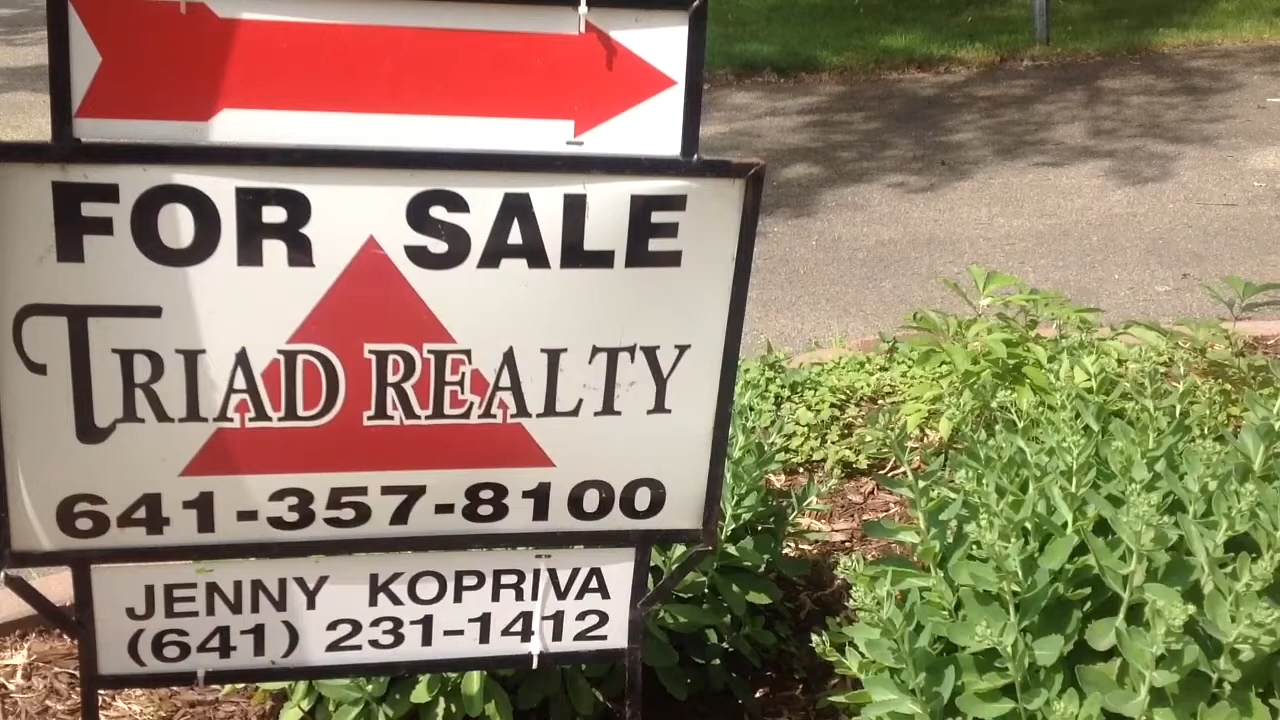 FOR SALE
TRIAD REALTY
641-357-8100
JENNY KOPRIVA
(641) 231-1412